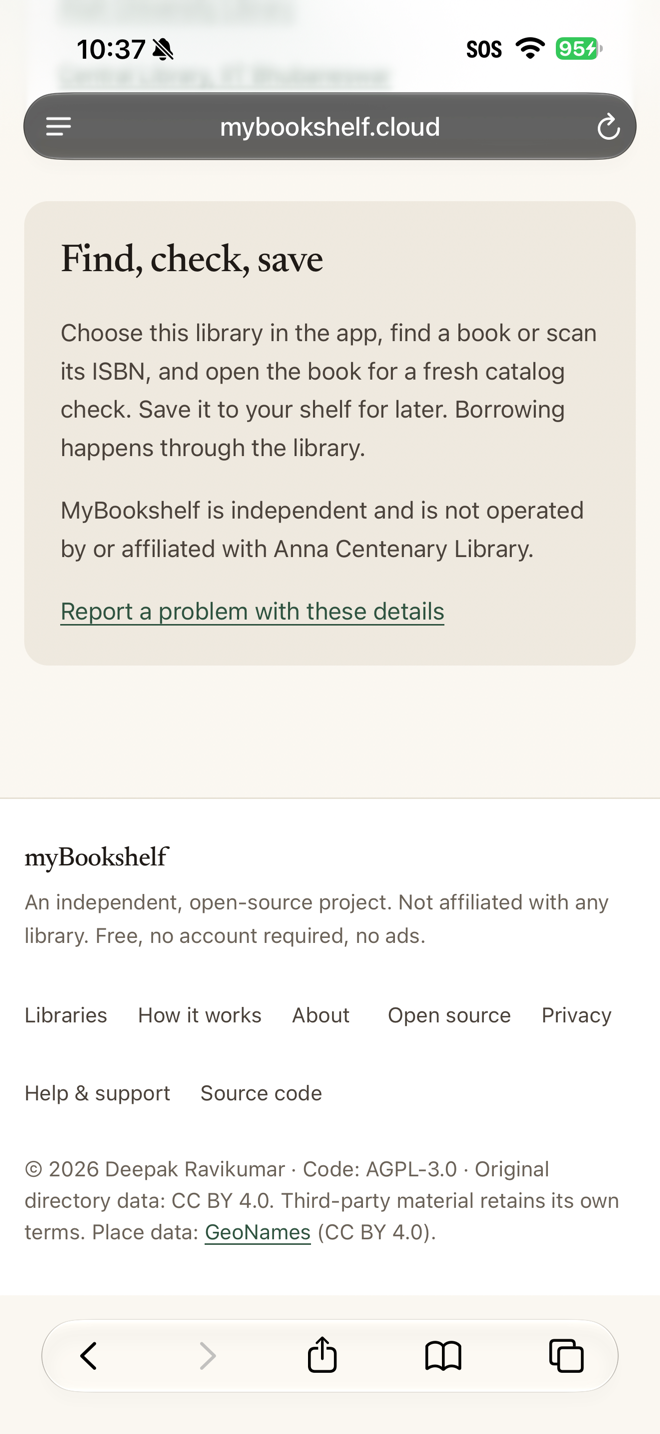 10:37
SOS
95
mybookshelf.cloud
Find, check, save
Choose this library in the app, find a book or scan
its ISBN, and open the book for a fresh catalog
check. Save it to your shelf for later. Borrowing
happens through the library.
MyBookshelf is independent and is not operated
by or affiliated with Anna Centenary Library.
Report a problem with these details
myBookshelf
An independent, open-source project. Not affiliated with any
library. Free, no account required, no ads.
Libraries How it works About Open source Privacy
Help & support Source code
© 2026 Deepak Ravikumar · Code: AGPL-3.0 · Original
directory data: CC BY 4.0. Third-party material retains its own
terms. Place data: GeoNames (CC BY 4.0).